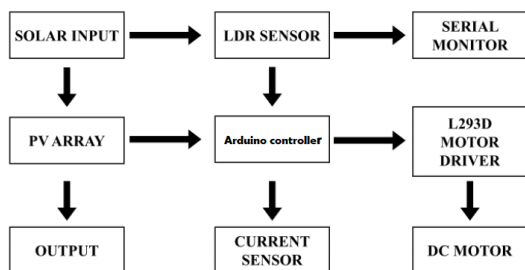 SOLAR INPUT
LDR SENSOR
SERIAL
MONITOR
PV ARRAY
Arduino controller
L293D
MOTOR
DRIVER
OUTPUT
CURRENT
SENSOR
DC MOTOR